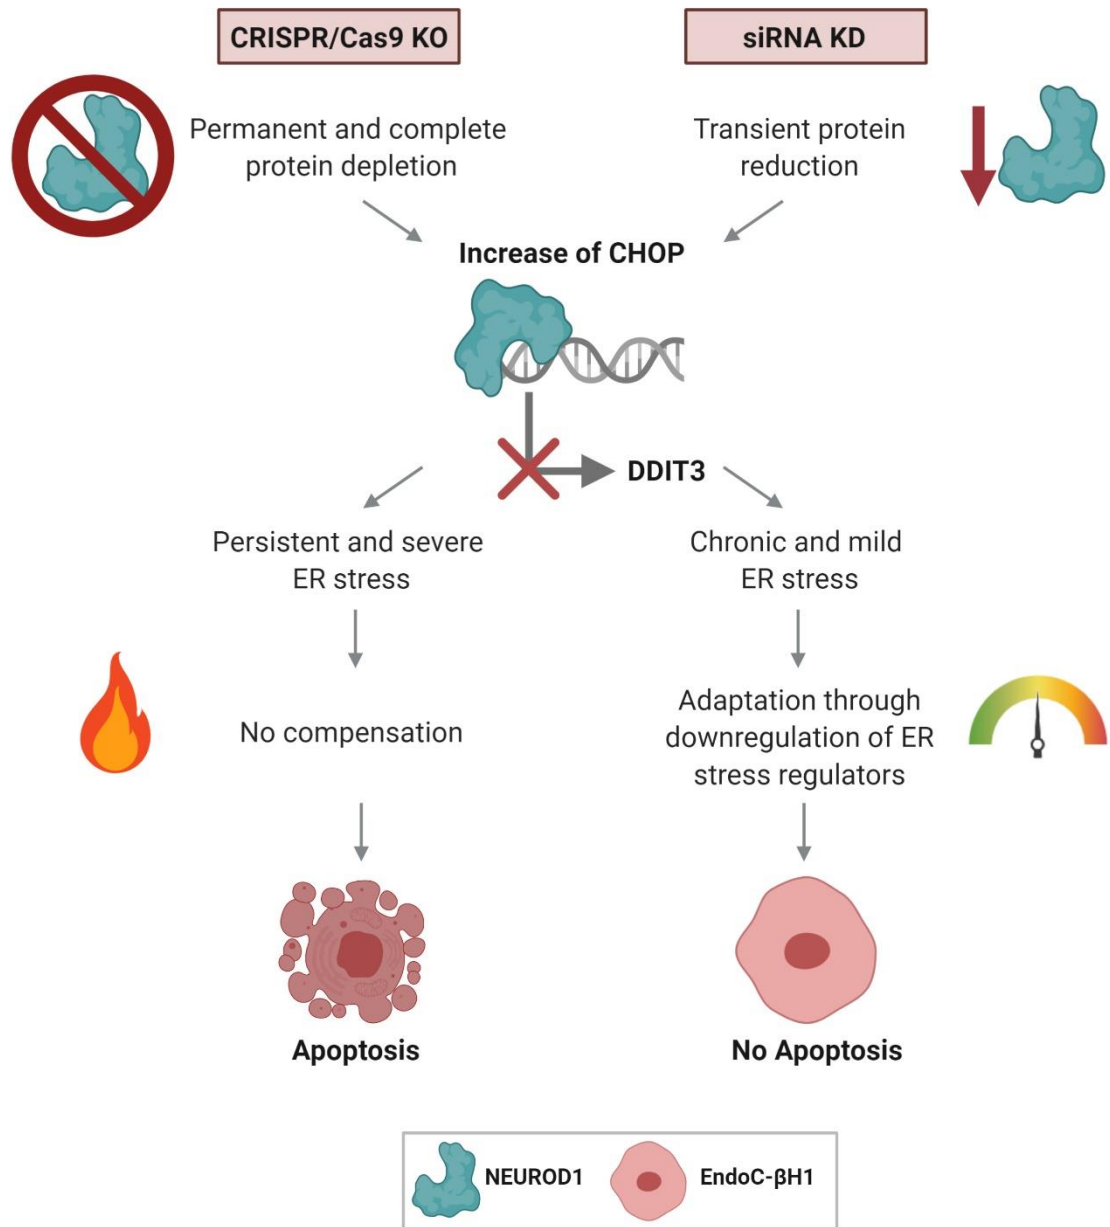 CRISPR/Cas9 KO
siRNA KD
Permanent and complete
protein depletion
Transient protein
reduction
Increase of CHOP
DDIT3
Persistent and severe
ER stress
Chronic and mild
ER stress
No compensation
Adaptation through
downregulation of ER
stress regulators
Apoptosis
No Apoptosis
NEUROD1
EndoC-βH1